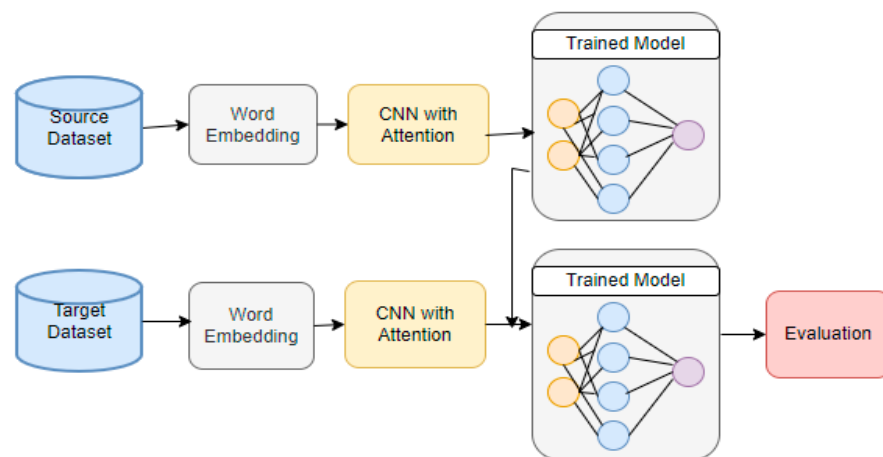 Trained Model
Source
Dataset
Word
Embedding
CNN with
Attention
Trained Model
Target
Dataset
Word
Embedding
CNN with
Attention
Evaluation